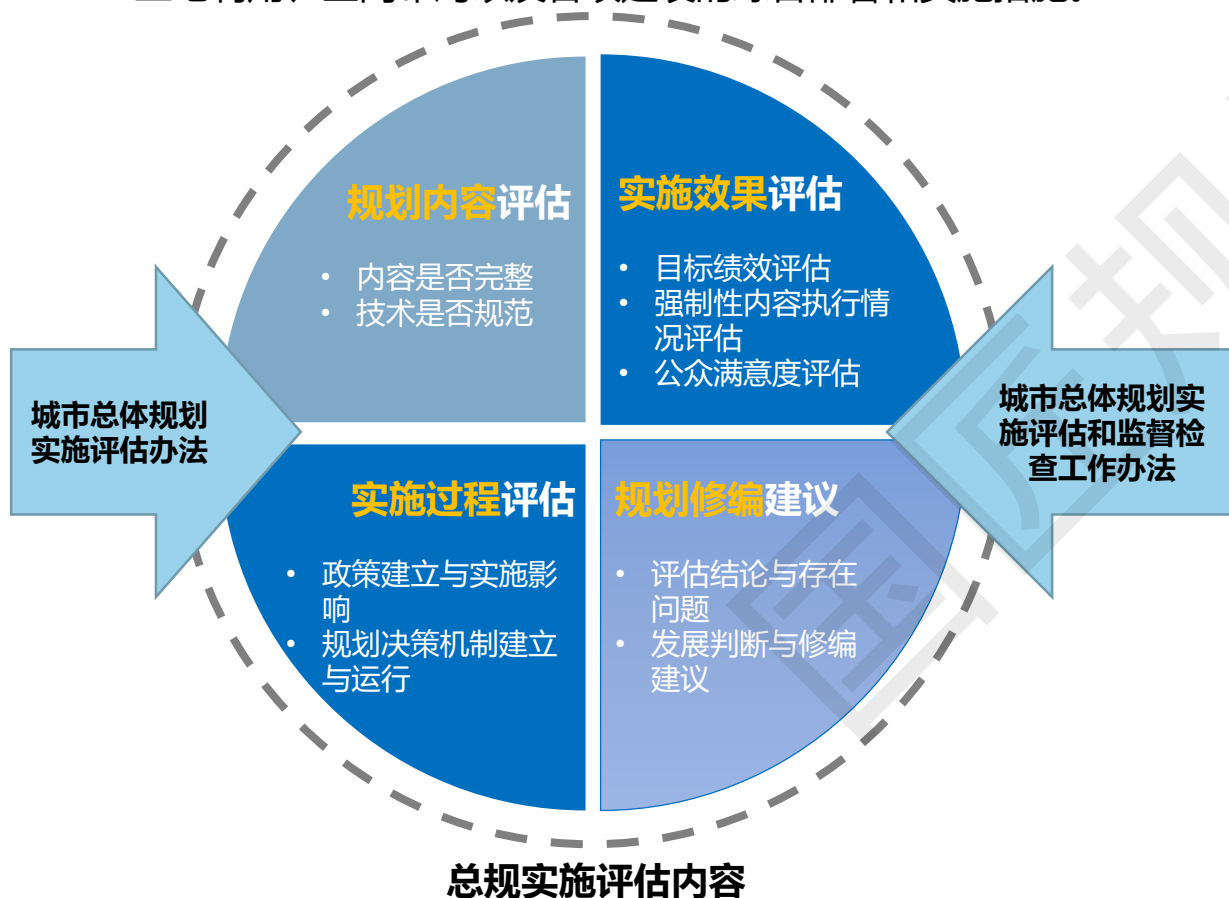 规划内容评估
• 内容是否完整
• 技术是否规范
实施效果评估
• 目标绩效评估
• 强制性内容执行情
况评估
• 公众满意度评估
城市总体规划
实施评估办法
城市总体规划实
施评估和监督检
查工作办法
实施过程评估
• 政策建立与实施影
响
• 规划决策机制建立
与运行
规划修编建议
• 评估结论与存在
问题
• 发展判断与修编
建议
总规实施评估内容